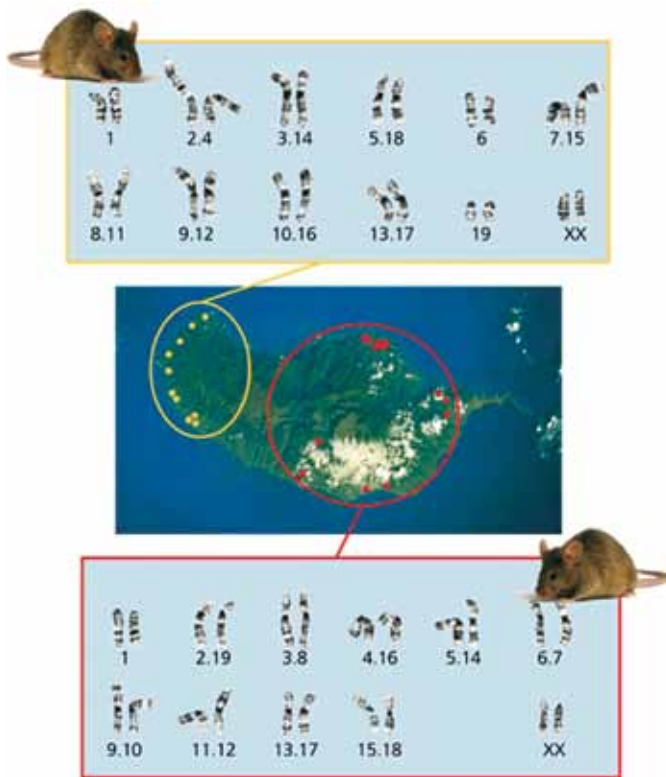 1 2.4 3.14 5.18 6 7.15
8.11 9.12 10.16 13.17 19 XX
1 2.19 3.8 4.16 5.14 6.7
9.10 11.12 13.17 15.18 XX